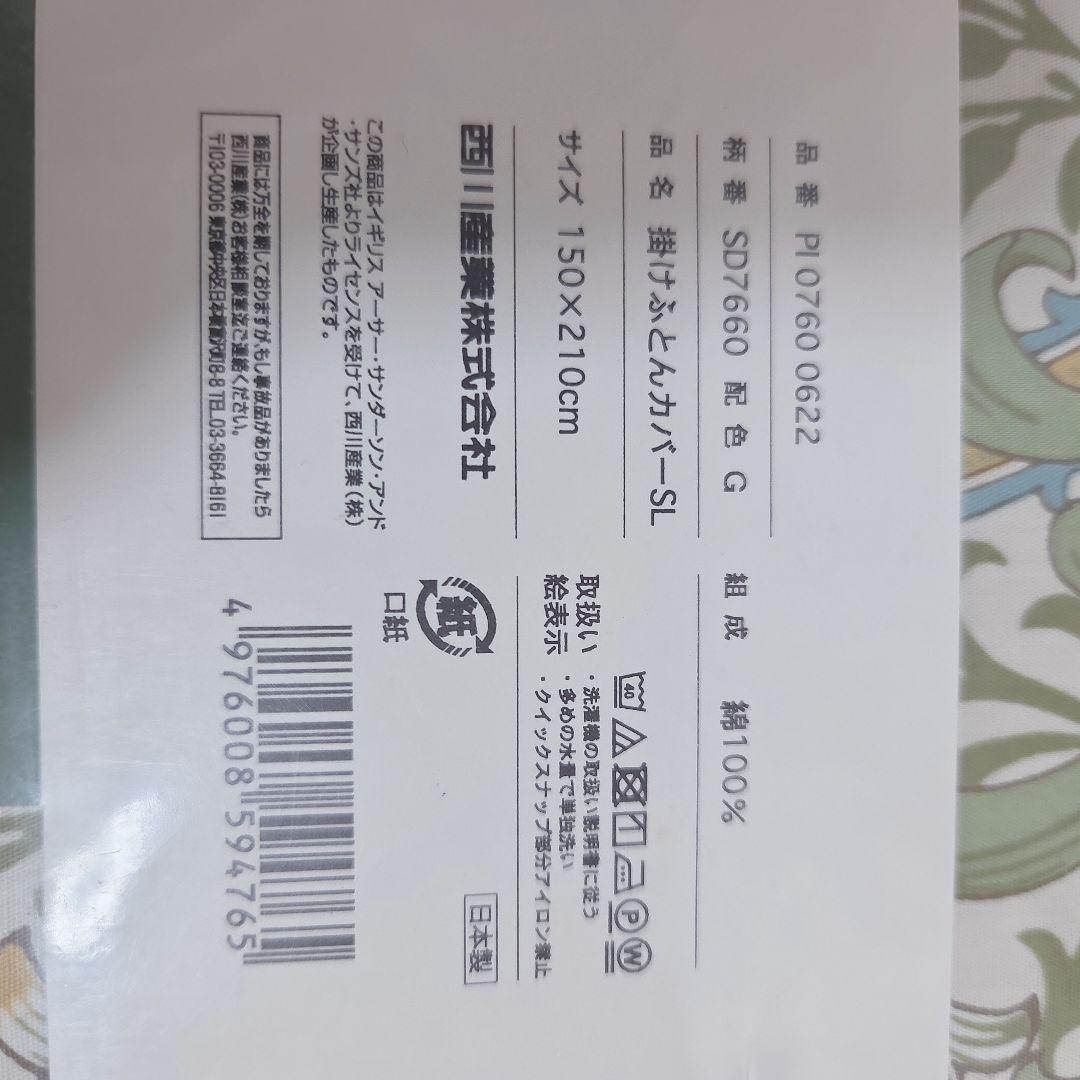 品番 PI07600622
柄番 SD7660 配色 G
品名 掛けふとんカバーSL
サイズ 150×210cm
西川産業株式会社
この商品はイギリス アーサー・サンダーソン・アンド
・サンズ社よりライセンスを受けて、西川産業(株)
が企画し生産したものです。
商品には万全を期しておりますが、もし事故品がありましたら
西川産業(株)お客様相談室迄ご連絡ください。
〒103-0006 東京都中央区日本橋富沢町8-8 TEL.03-3664-8161
組成 綿100%
取扱い
絵表示
40
P
W
・洗濯機の取扱い説明書に従う
・多めの水量で単独洗い
・クイックスナップ部分アイロン禁止
紙
口紙
日本製
4 976008 594765